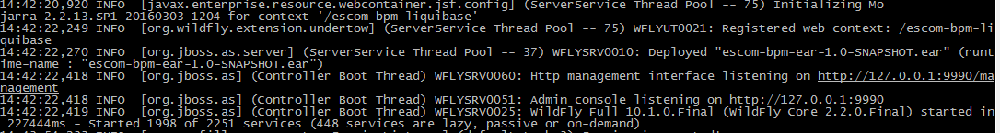 14:42:20,920 INFO  [javax.enterprise.resource.webcontainer.jsf.config] (ServerService Thread Pool -- 75) Initializing Mo
jarra 2.2.13.SP1 20160303-1204 for context '/escom-bpm-liquibase'
14:42:22,249 INFO  [org.wildfly.extension.undertow] (ServerService Thread Pool -- 75) WFLYUT0021: Registered web context: /escom-bpm-li
quibase
14:42:22,270 INFO  [org.jboss.as.server] (ServerService Thread Pool -- 37) WFLYSRV0010: Deployed "escom-bpm-ear-1.0-SNAPSHOT.ear" (runt
ime-name : "escom-bpm-ear-1.0-SNAPSHOT.ear")
14:42:22,418 INFO  [org.jboss.as] (Controller Boot Thread) WFLYSRV0060: Http management interface listening on http://127.0.0.1:9990/ma
nagement
14:42:22,418 INFO  [org.jboss.as] (Controller Boot Thread) WFLYSRV0051: Admin console listening on http://127.0.0.1:9990
14:42:22,419 INFO  [org.jboss.as] (Controller Boot Thread) WFLYSRV0025: WildFly Full 10.1.0.Final (WildFly Core 2.2.0.Final) started in
 227444ms - Started 1998 of 2251 services (448 services are lazy, passive or on-demand)